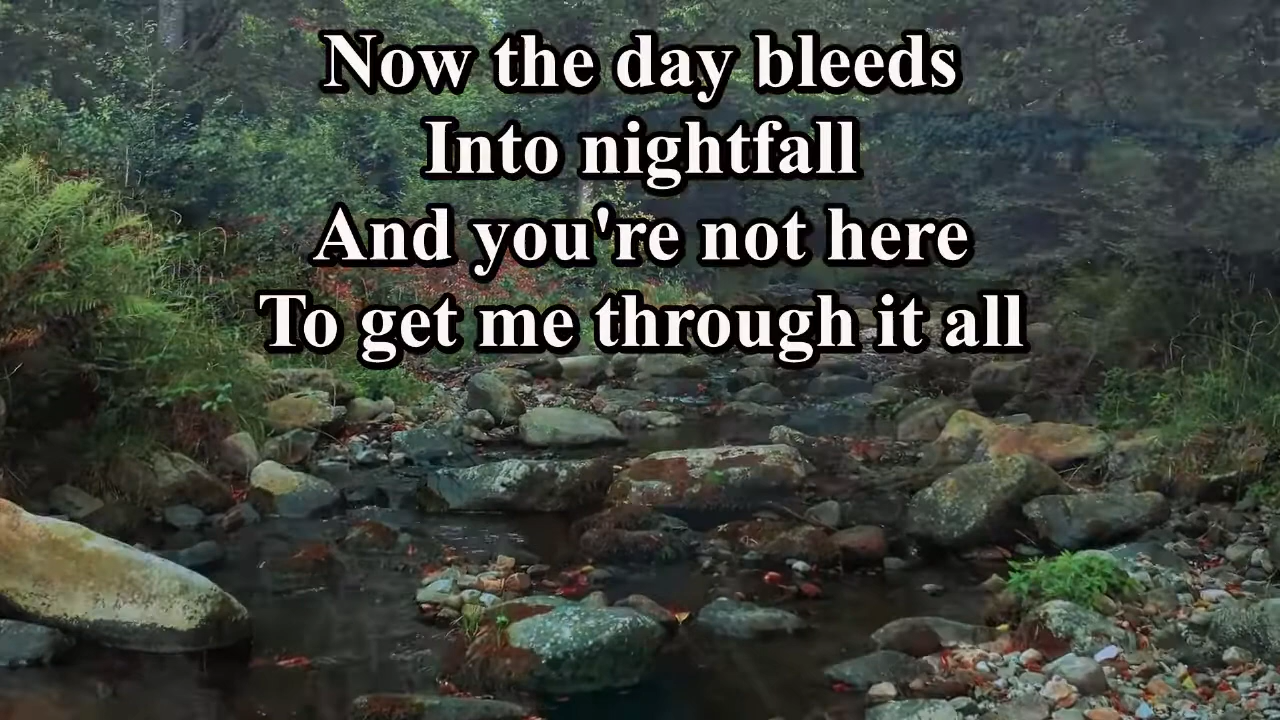 Now the day bleeds
Into nightfall
And you're not here
To get me through it all